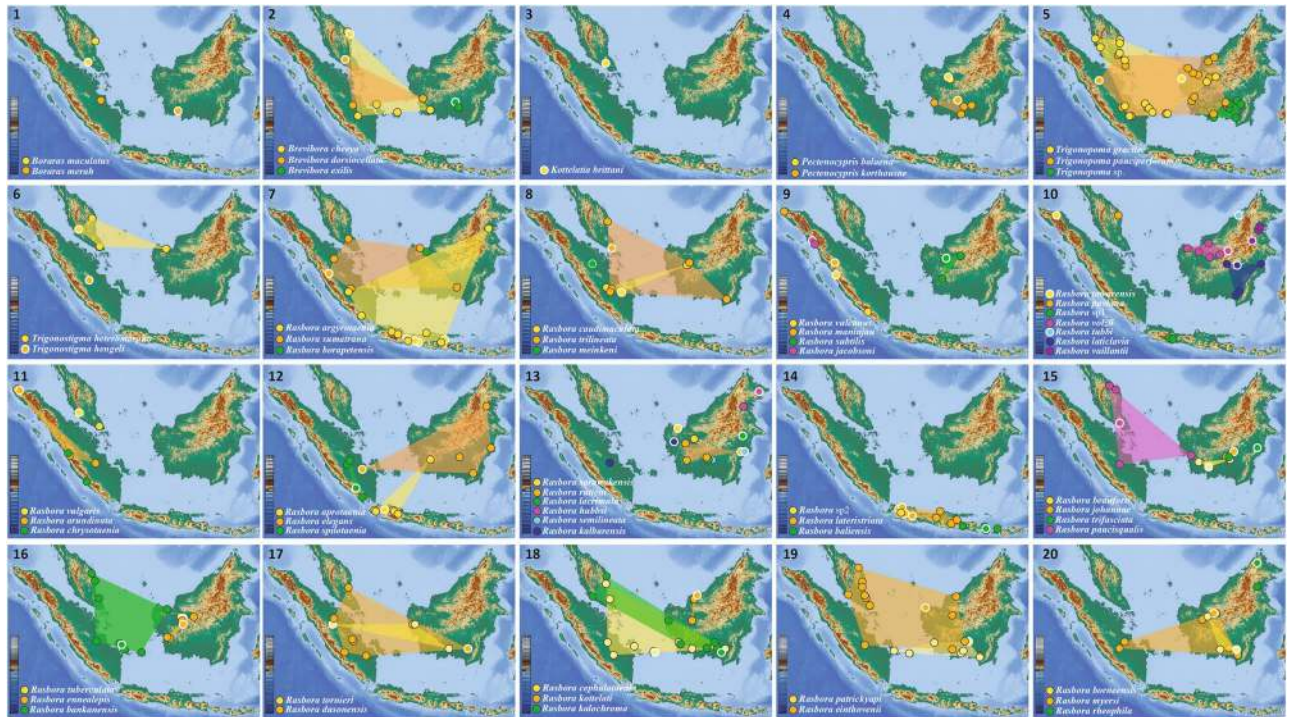 1
Boraras maculatus
Boraras merah
2
Brevibora cheeya
Brevibora dorsiocellata
Brevibora exilis
3
Kottelatia brittani
4
Pectenocypris balaena
Pectenocypris korthausae
5
Trigonopoma gracile
Trigonopoma pauciperforatum
Trigonopoma sp.
6
Trigonostigma heteromorpha
Trigonostigma hengeli
7
Rasbora argyrotaenia
Rasbora sumatrana
Rasbora borapetensis
8
Rasbora caudimaculata
Rasbora trilineata
Rasbora meinkeni
9
Rasbora vulcanus
Rasbora maninjau
Rasbora subtilis
Rasbora jacobsoni
10
Rasbora
Rasbora
Rasbora sp1
Rasbora volzii
Rasbora tubbi
Rasbora laticlavia
Rasbora vaillantii
11
Rasbora vulgaris
Rasbora arundinata
Rasbora chrysotaenia
12
Rasbora aprotaenia
Rasbora elegans
Rasbora spilotaenia
13
Rasbora sarawakensis
Rasbora rutteni
Rasbora lacrimula
Rasbora hubbsi
Rasbora semilineata
Rasbora kalbarensis
14
Rasbora sp2
Rasbora lateristriata
Rasbora baliensis
15
Rasbora beauforti
Rasbora johannae
Rasbora trifasciata
Rasbora paucisqualis
16
Rasbora tuberculata
Rasbora ennealepis
Rasbora bankanensis
17
Rasbora tornieri
Rasbora dusonensis
18
Rasbora cephalotaenia
Rasbora kottelati
Rasbora kalochroma
19
Rasbora patrickyapi
Rasbora einthovenii
20
Rasbora borneensis
Rasbora myersi
Rasbora rheophila